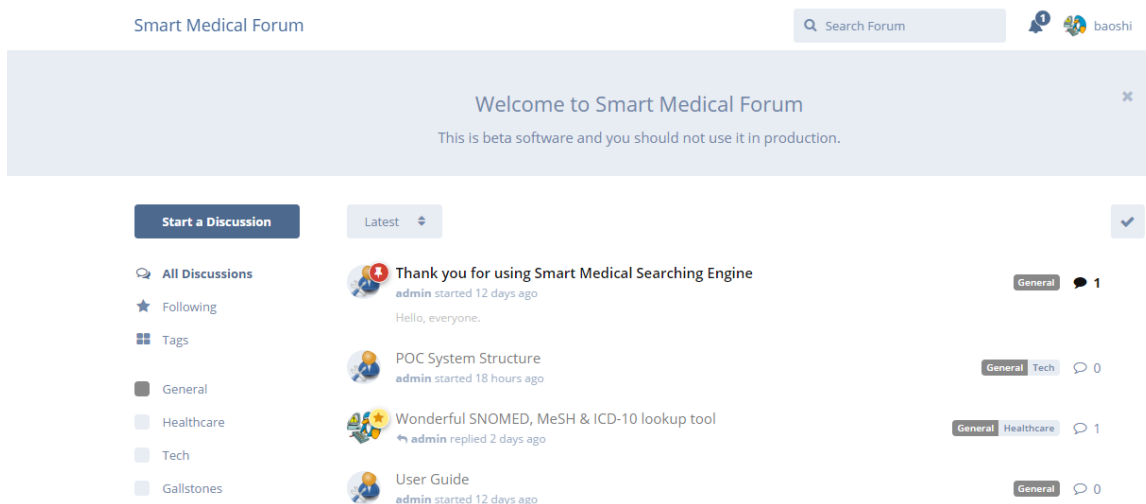 Smart Medical Forum
Search Forum
1
baoshi
Welcome to Smart Medical Forum
This is beta software and you should not use it in production.
Start a Discussion
Latest
All Discussions
Following
Tags
General
Healthcare
Tech
Gallstones
Thank you for using Smart Medical Searching Engine
General 1
admin started 12 days ago
Hello, everyone.
POC System Structure
General Tech 0
admin started 18 hours ago
Wonderful SNOMED, MeSH & ICD-10 lookup tool
General Healthcare 1
admin replied 2 days ago
User Guide
General 0
admin started 12 days ago